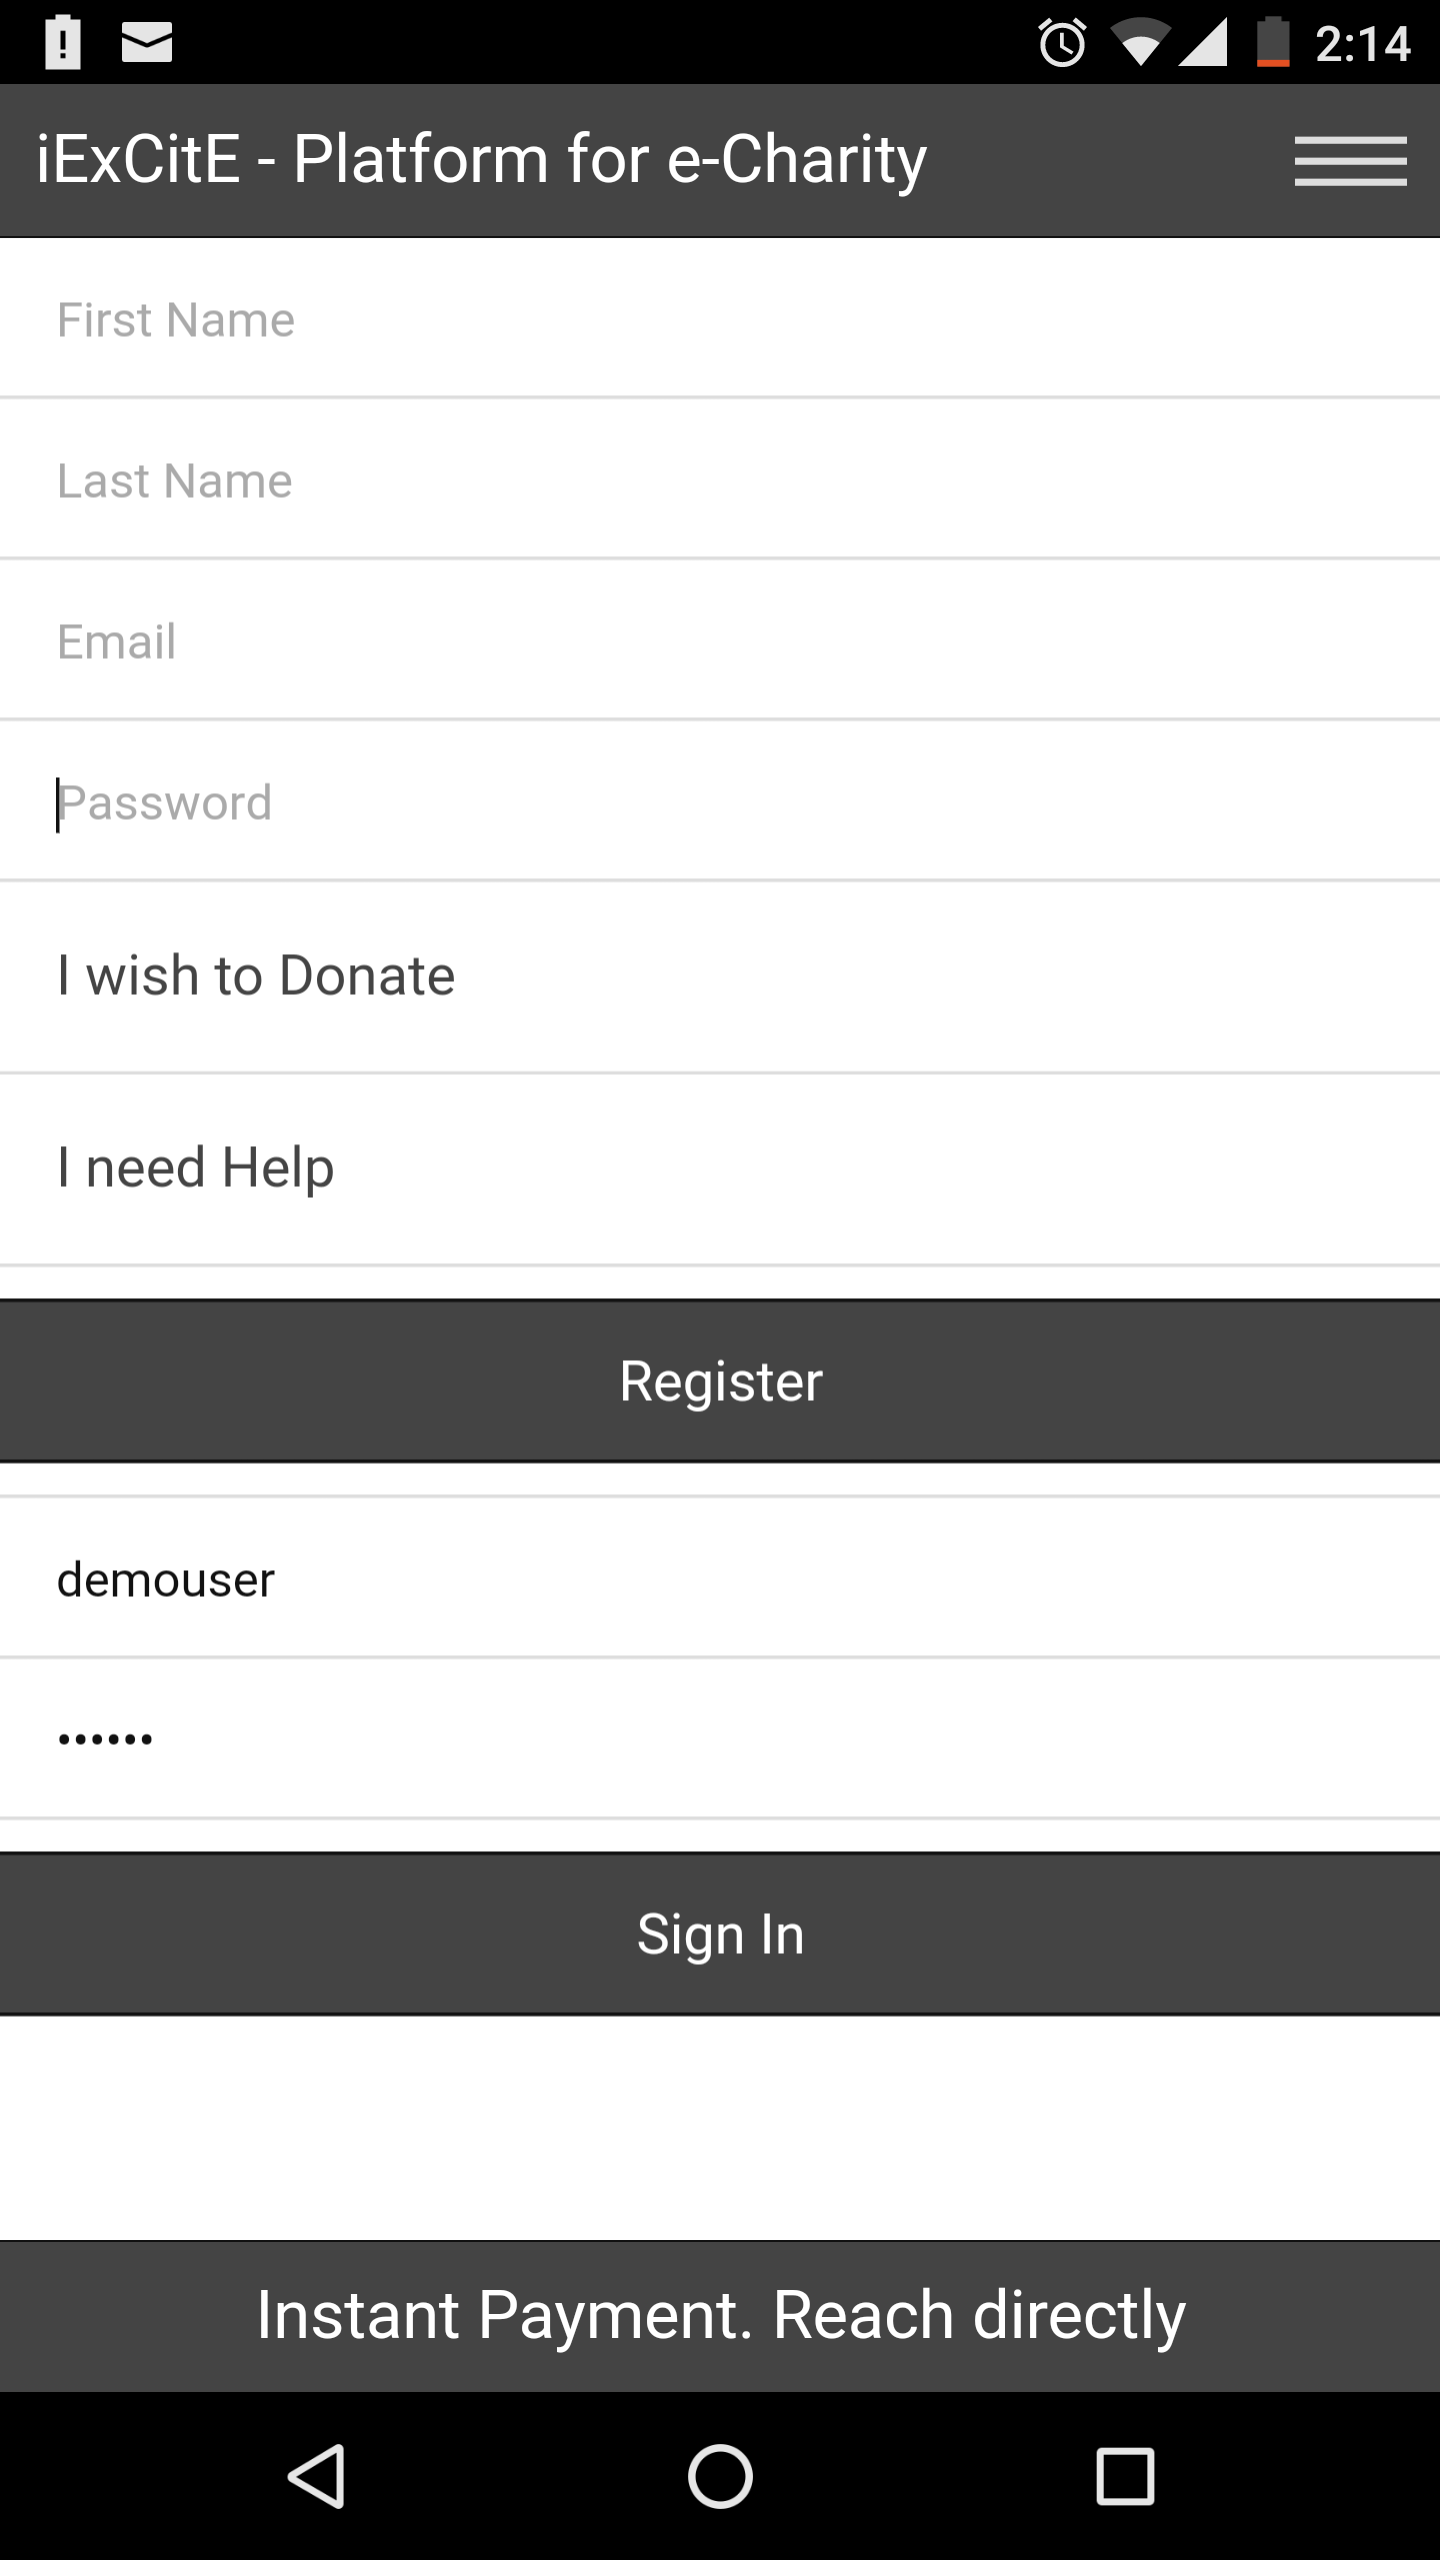 2:14
iExCitE - Platform for e-Charity
First Name
Last Name
Email
Password
I wish to Donate
I need Help
Register
demouser
••••••
Sign In
Instant Payment. Reach directly